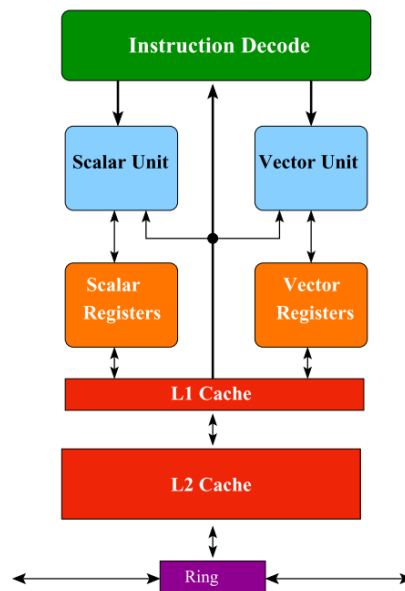 Instruction Decode
Scalar Unit
Vector Unit
Scalar
Registers
Vector
Registers
L1 Cache
L2 Cache
Ring